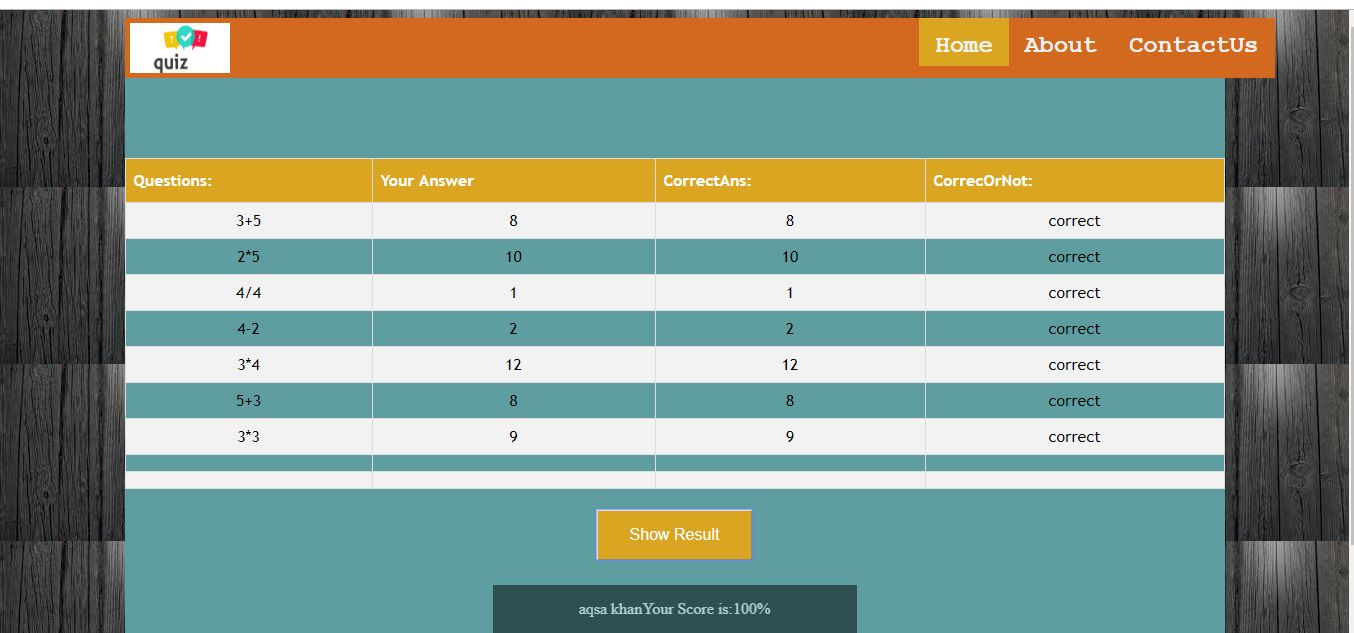 ? !
quiz
Home About ContactUs
Questions: Your Answer CorrectAns: CorrecOrNot:
3+5 8 8 correct
2*5 10 10 correct
4/4 1 1 correct
4-2 2 2 correct
3*4 12 12 correct
5+3 8 8 correct
3*3 9 9 correct
Show Result
aqsa khanYour Score is:100%